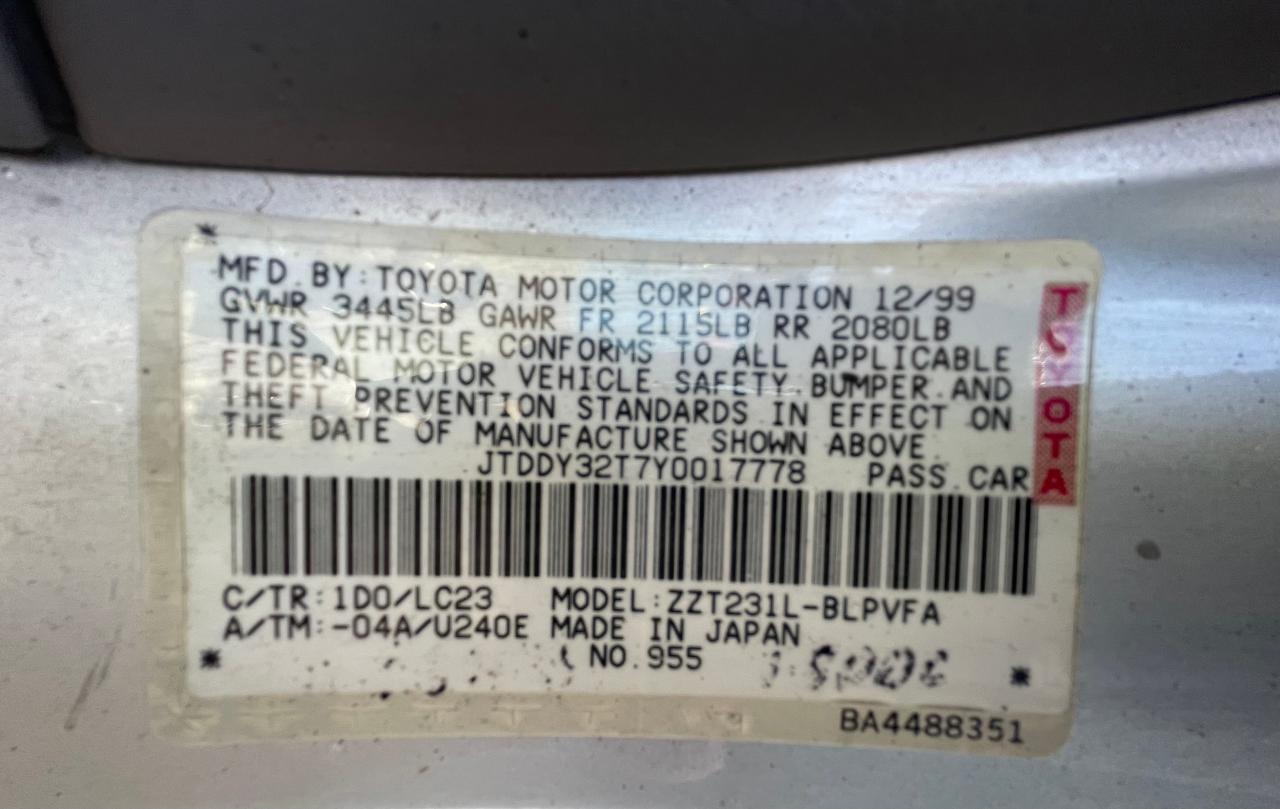 MFD. BY: TOYOTA MOTOR CORPORATION 12/99
GVWR 3445LB GAWR FR 2115LB RR 2080LB
THIS VEHICLE CONFORMS TO ALL APPLICABLE
FEDERAL MOTOR VEHICLE SAFETY. BUMPER. AND
THEFT PREVENTION STANDARDS IN EFFECT ON
THE DATE OF MANUFACTURE SHOWN ABOVE.
JTDDY32T7Y0017778 PASS. CAR
TOYOTA
C/TR: 1D0/LC23 MODEL: ZZT231L-BLPVFA
A/TM: -04A/U240E MADE IN JAPAN
NO. 955
BA4488351